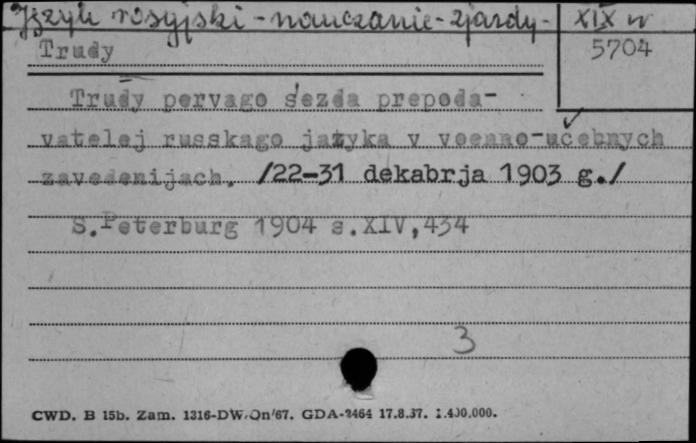 Język rosyjski - nauczanie - zjazdy - XIX w
Trudy
5704
Trudy pervago s'ezda prepoda-
vatelej russkago jazyka v voenno-učebnych
zavedenijach. /22-31 dekabrja 1903 g./
S.Peterburg 1904 s.XIV,434
3
CWD. B 15b. Zam. 1316-DW/Dn/67. GDA-2464 17.8.37. 1.400.000.